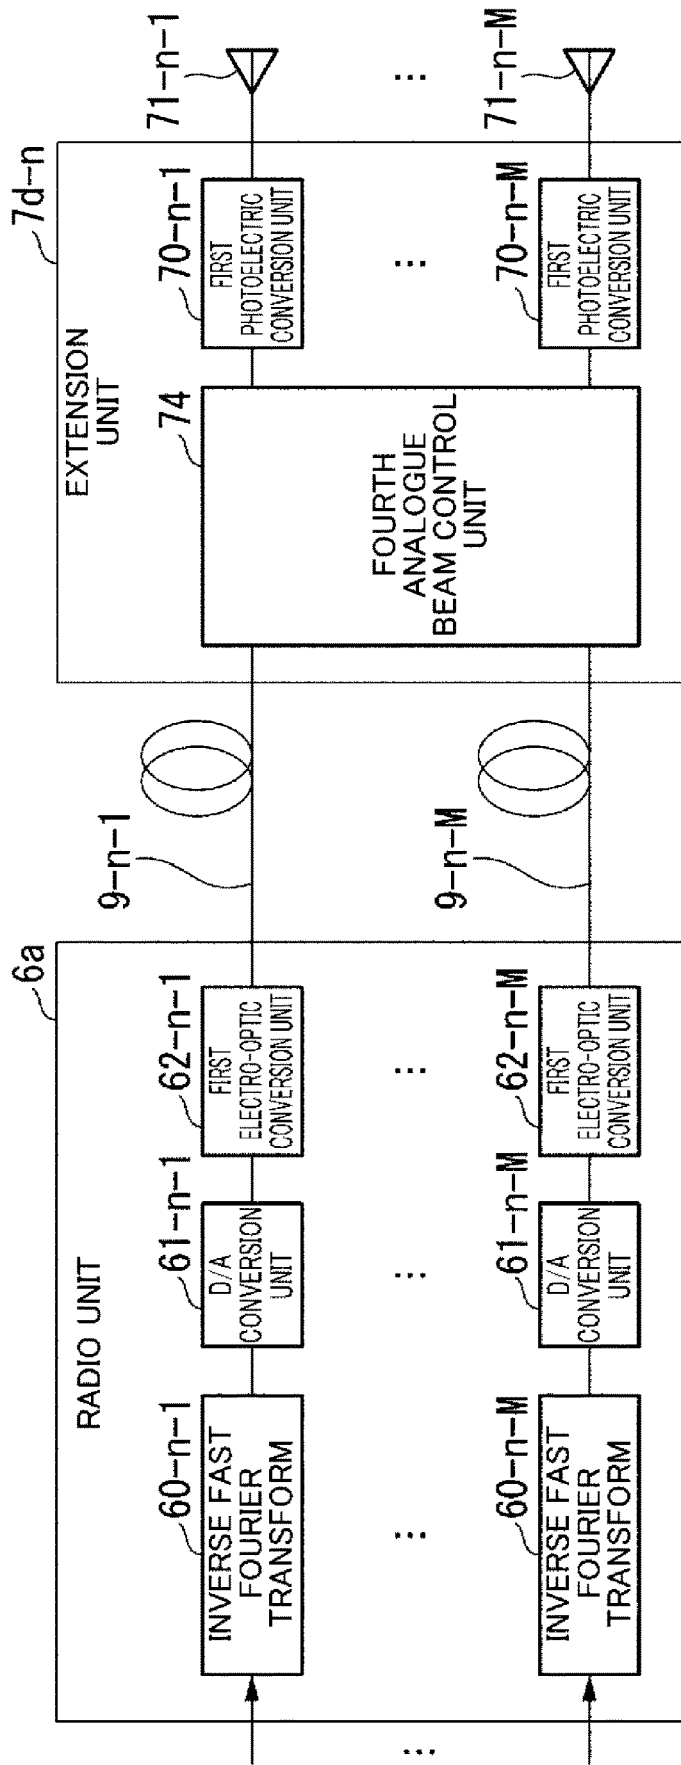 RADIO UNIT
6a
60-n-1
INVERSE FAST
FOURIER
TRANSFORM
61-n-1
D/A
CONVERSION
UNIT
62-n-1
FIRST
ELECTRO-OPTIC
CONVERSION UNIT
...
...
...
...
60-n-M
INVERSE FAST
FOURIER
TRANSFORM
61-n-M
D/A
CONVERSION
UNIT
62-n-M
FIRST
ELECTRO-OPTIC
CONVERSION UNIT
9-n-1
9-n-M
EXTENSION
UNIT
7d-n
74
FOURTH
ANALOGUE
BEAM CONTROL
UNIT
70-n-1
FIRST
PHOTOELECTRIC
CONVERSION UNIT
71-n-1
...
...
70-n-M
FIRST
PHOTOELECTRIC
CONVERSION UNIT
71-n-M